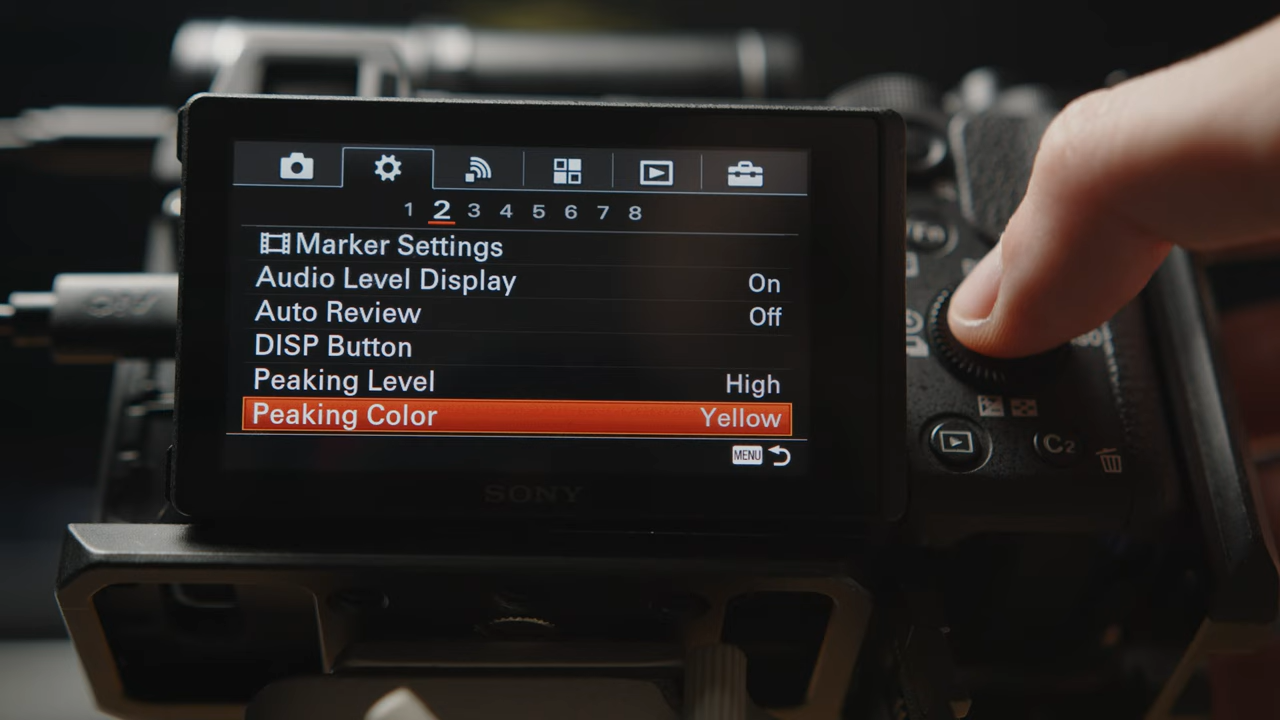 1 2 3 4 5 6 7 8
Marker Settings
Audio Level Display On
Auto Review Off
DISP Button
Peaking Level High
Peaking Color Yellow
MENU
SONY
C2